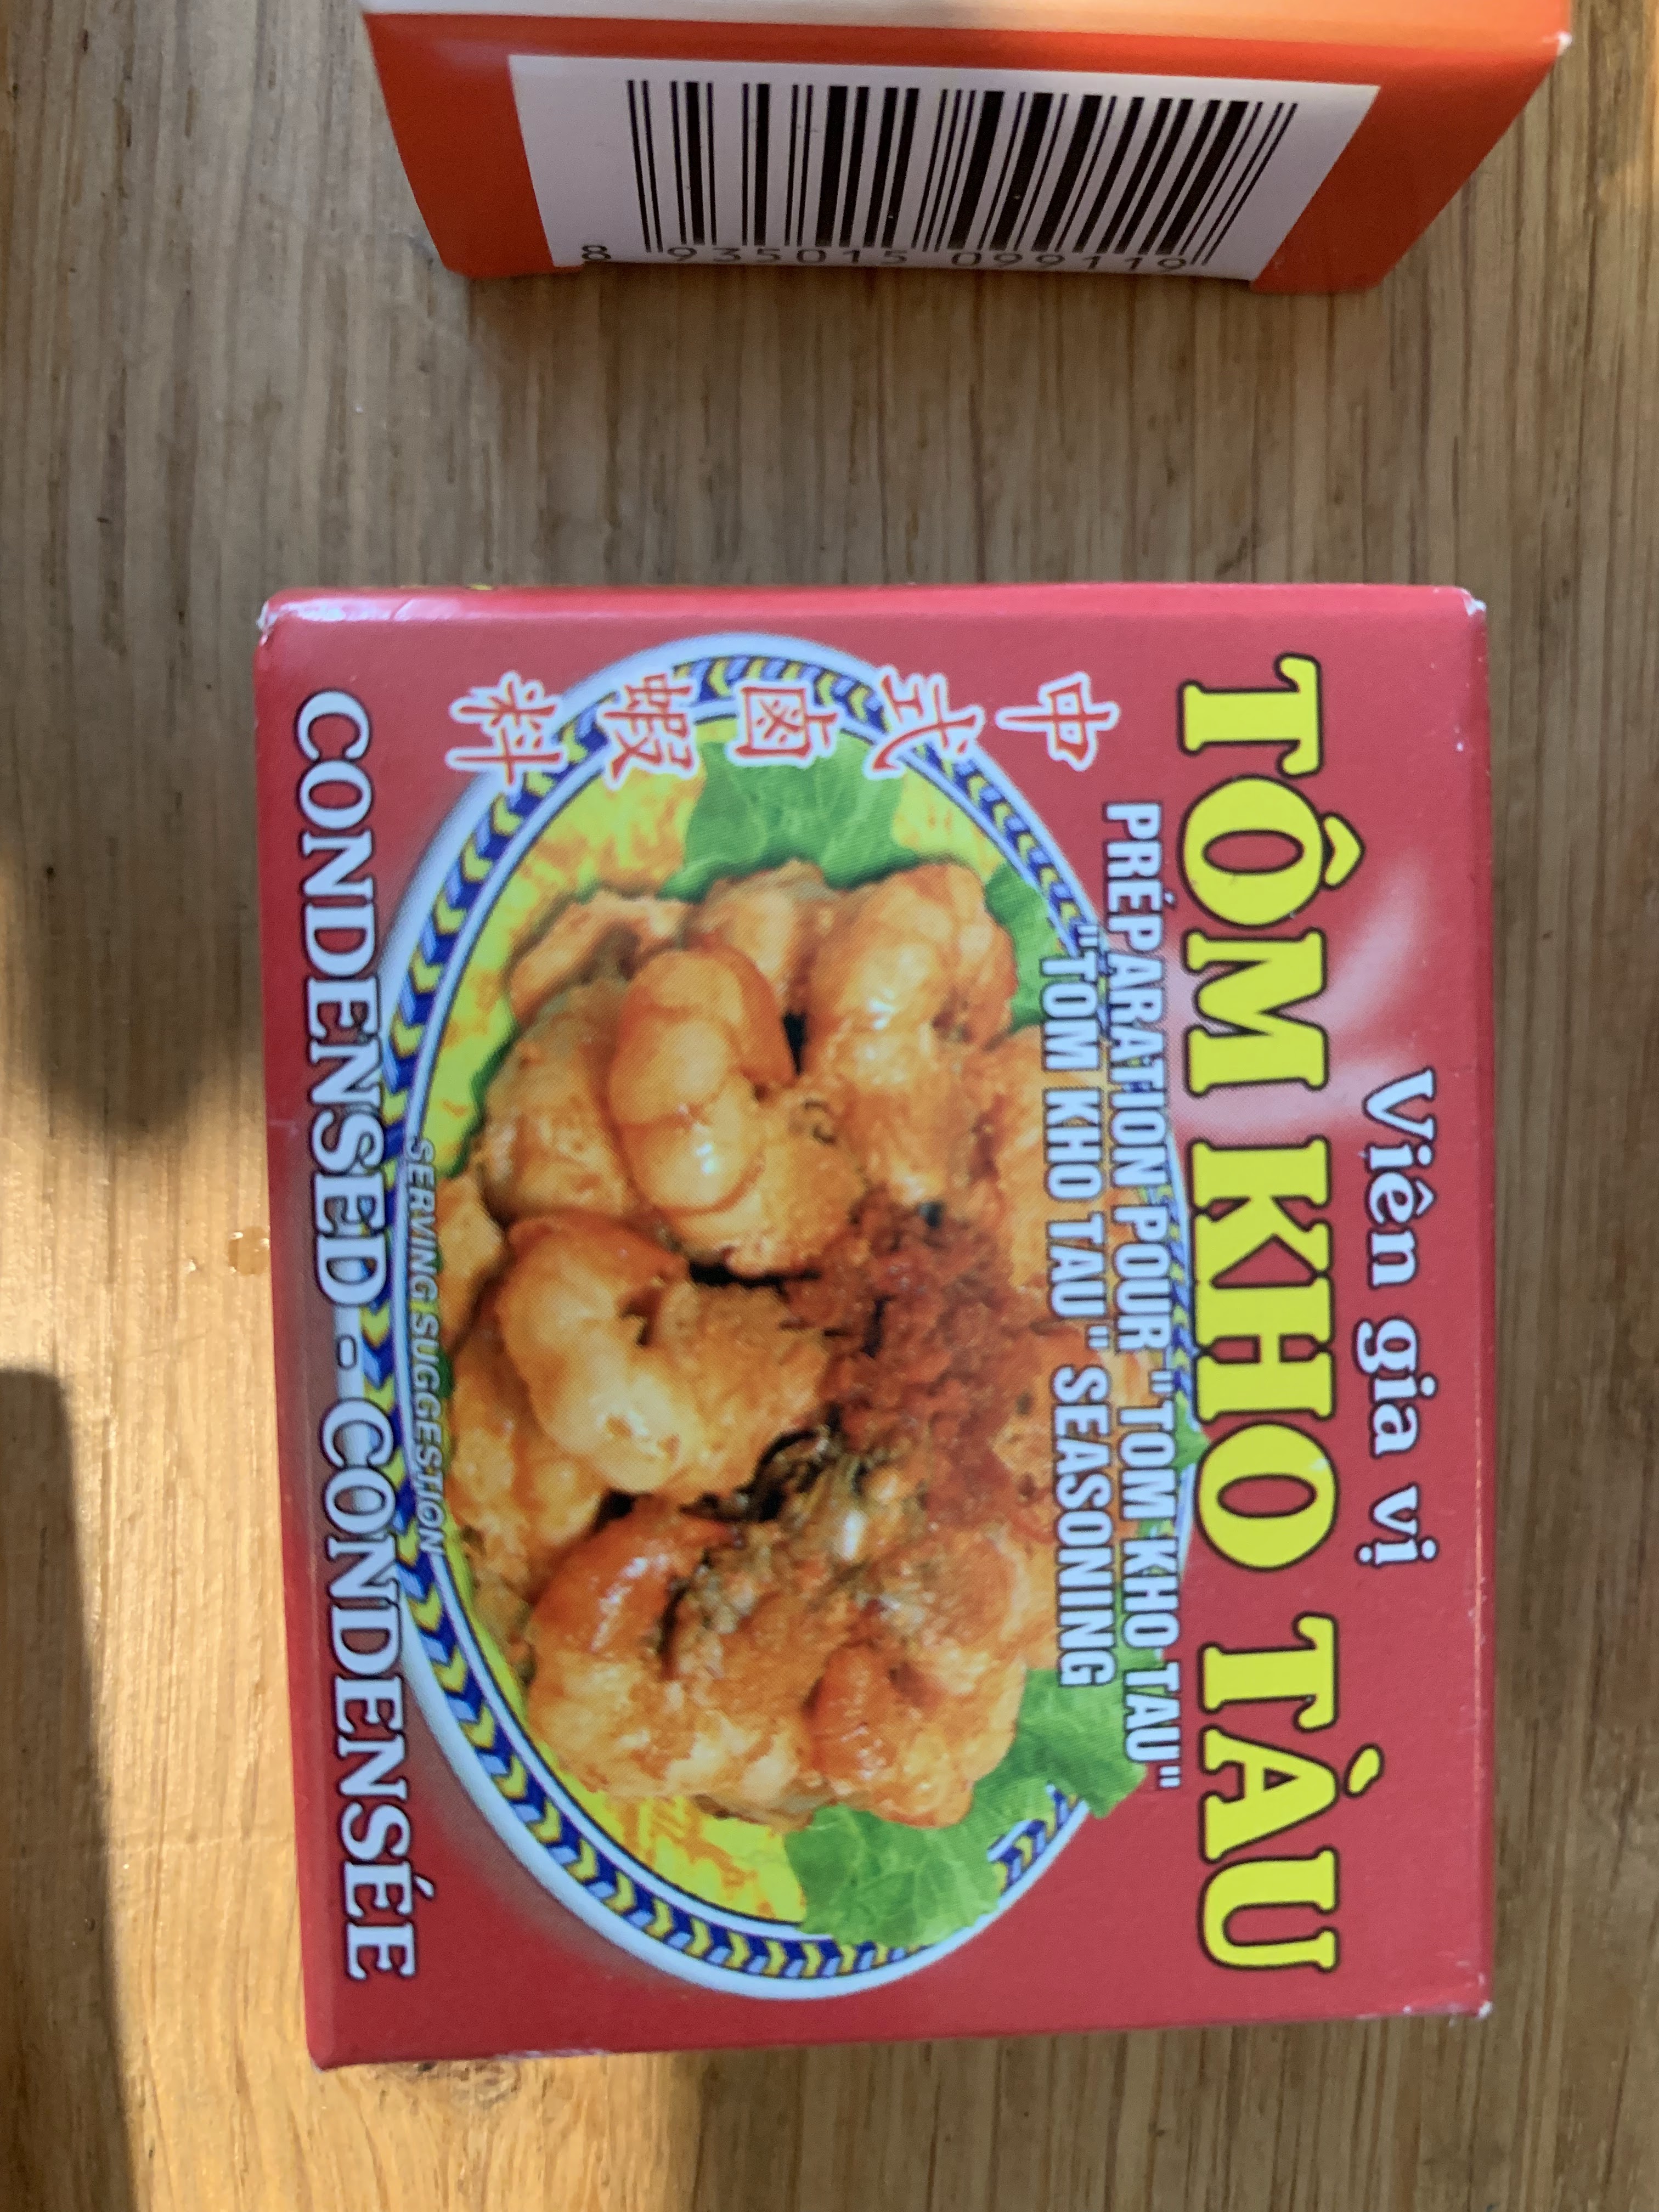 8 935015 099119
Viên gia vị
TÔM KHO TÀU
PRÉPARATION POUR "TOM KHO TAU"
"TOM KHO TAU" SEASONING
中式鹵蝦料
SERVING SUGGESTION
CONDENSED - CONDENSÉE